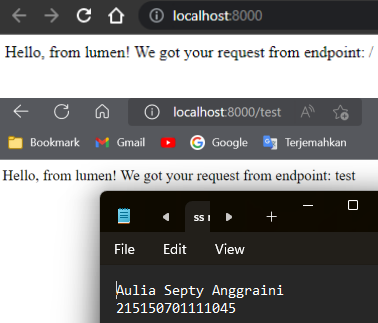 localhost:8000
Hello, from lumen! We got your request from endpoint: /
localhost:8000/test
Bookmark Gmail Google Terjemahkan
Hello, from lumen! We got your request from endpoint: test
File Edit View
Aulia Septy Anggraini
215150701111045